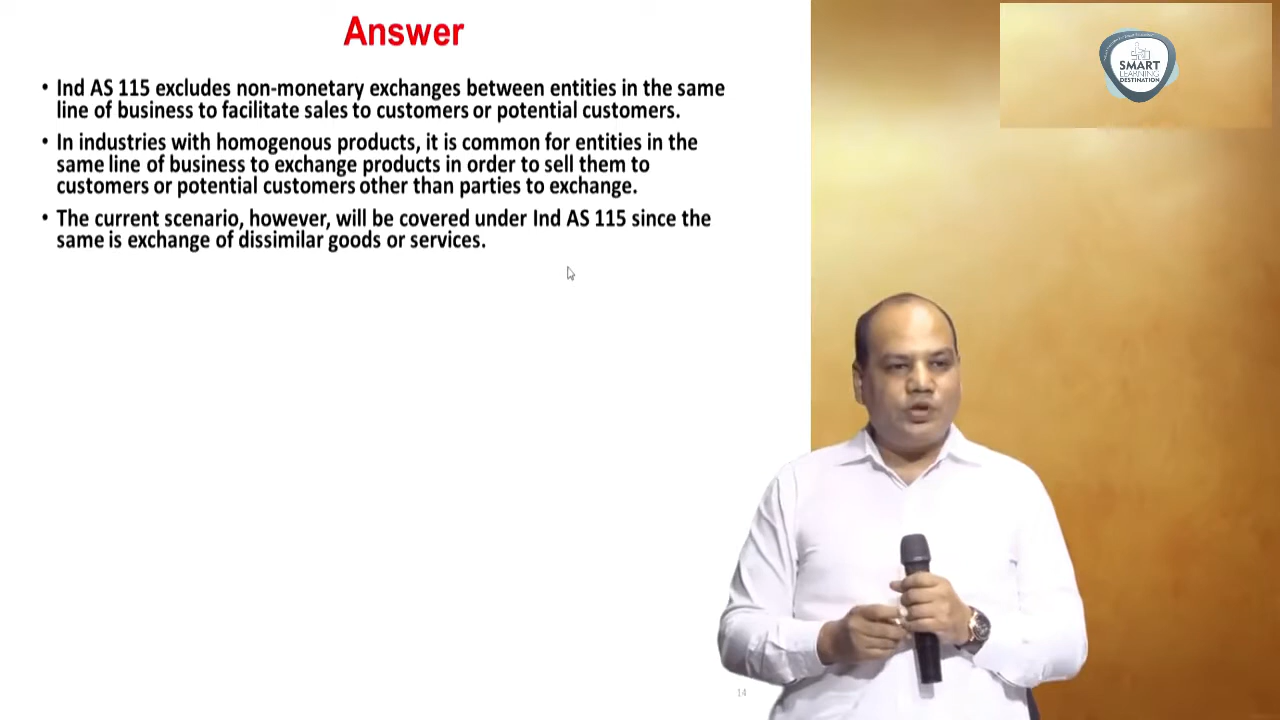 Answer
• Ind AS 115 excludes non-monetary exchanges between entities in the same
line of business to facilitate sales to customers or potential customers.
• In industries with homogenous products, it is common for entities in the
same line of business to exchange products in order to sell them to
customers or potential customers other than parties to exchange.
• The current scenario, however, will be covered under Ind AS 115 since the
same is exchange of dissimilar goods or services.
SMART
LEARNING
DESTINATION
14